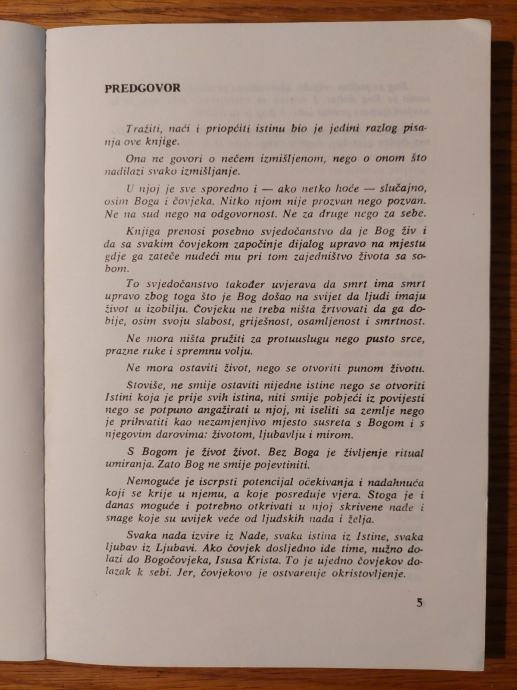 PREDGOVOR
Tražiti, naći i priopćiti istinu bio je jedini razlog pisa-
nja ove knjige.
Ona ne govori o nečem izmišljenom, nego o onom što
nadilazi svako izmišljanje.
U njoj je sve sporedno i — ako netko hoće — slučajno,
osim Boga i čovjeka. Nitko njom nije prozvan nego pozvan.
Ne na sud nego na odgovornost. Ne za druge nego za sebe.
Knjiga prenosi posebno svjedočanstvo da je Bog živ i
da sa svakim čovjekom započinje dijalog upravo na mjestu
gdje ga zateče nudeći mu pri tom zajedništvo života sa so-
bom.
To svjedočanstvo također uvjerava da smrt ima smrt
upravo zbog toga što je Bog došao na svijet da ljudi imaju
život u izobilju. Čovjeku ne treba ništa žrtvovati da ga do-
bije, osim svoju slabost, griješnost, osamljenost i smrtnost.
Ne mora ništa pružiti za protuuslugu nego pusto srce,
prazne ruke i spremnu volju.
Ne mora ostaviti život, nego se otvoriti punom životu.
Štoviše, ne smije ostaviti nijedne istine nego se otvoriti
Istini koja je prije svih istina, niti smije pobjeći iz povijesti
nego se potpuno angažirati u njoj, ni iseliti sa zemlje nego
je prihvatiti kao nezamjenjivo mjesto susreta s Bogom i s
njegovim darovima: životom, ljubavlju i mirom.
S Bogom je život život. Bez Boga je življenje ritual
umiranja. Zato Bog ne smije pojevtiniti.
Nemoguće je iscrpsti potencijal očekivanja i nadahnuća
koji se krije u njemu, a koje posreduje vjera. Stoga je i
danas moguće i potrebno otkrivati u njoj skrivene nade i
snage koje su uvijek veće od ljudskih nada i želja.
Svaka nada izvire iz Nade, svaka istina iz Istine, svaka
ljubav iz Ljubavi. Ako čovjek dosljedno ide time, nužno do-
lazi do Bogočovjeka, Isusa Krista. To je ujedno čovjekov do-
lazak k sebi. Jer, čovjekovo je ostvarenje okristovljenje.
5